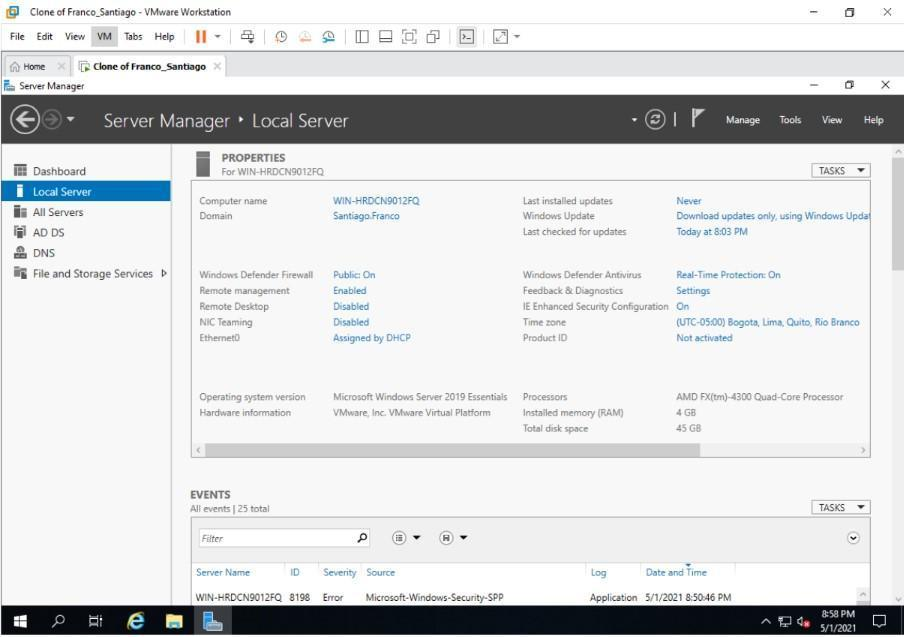 Clone of Franco_Santiago - VMware Workstation
File Edit View VM Tabs Help
Home Clone of Franco_Santiago
Server Manager
Server Manager Local Server
Manage Tools View Help
Dashboard
Local Server
All Servers
AD DS
DNS
File and Storage Services
PROPERTIES
For WIN-HRDCN9012FQ
TASKS
Computer name WIN-HRDCN9012FQ Last installed updates Never
Domain Santiago.Franco Windows Update Download updates only, using Windows Updat
Last checked for updates Today at 8:03 PM
Windows Defender Firewall Public: On Windows Defender Antivirus Real-Time Protection: On
Remote management Enabled Feedback & Diagnostics Settings
Remote Desktop Disabled IE Enhanced Security Configuration On
NIC Teaming Disabled Time zone (UTC-05:00) Bogota, Lima, Quito, Rio Branco
Ethernet0 Assigned by DHCP Product ID Not activated
Operating system version Microsoft Windows Server 2019 Essentials Processors AMD FX(tm)-4300 Quad-Core Processor
Hardware information VMware, Inc. VMware Virtual Platform Installed memory (RAM) 4 GB
Total disk space 45 GB
EVENTS
All events | 25 total
TASKS
Filter
Server Name ID Severity Source Log Date and Time
WIN-HRDCN9012FQ 8198 Error Microsoft-Windows-Security-SPP Application 5/1/2021 8:50:46 PM
8:58 PM
5/1/2021